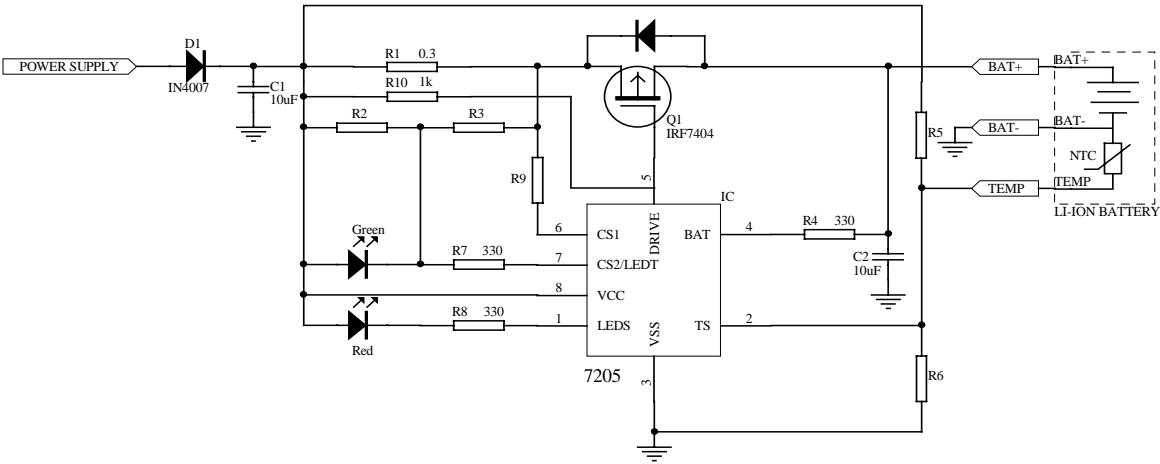 D1
POWER SUPPLY
IN4007
C1
10uF
R1 0.3
R10 1k
R2
R3
R9
Q1
IRF7404
BAT+
BAT+
BAT-
BAT-
R5
NTC
TEMP
TEMP
LI-ION BATTERY
5
IC
6
CS1
DRIVE
BAT
4
R4 330
Green
R7 330
7
CS2/LEDT
C2
10uF
8
VCC
R8 330
1
LEDS
VSS
TS
2
Red
7205
3
R6